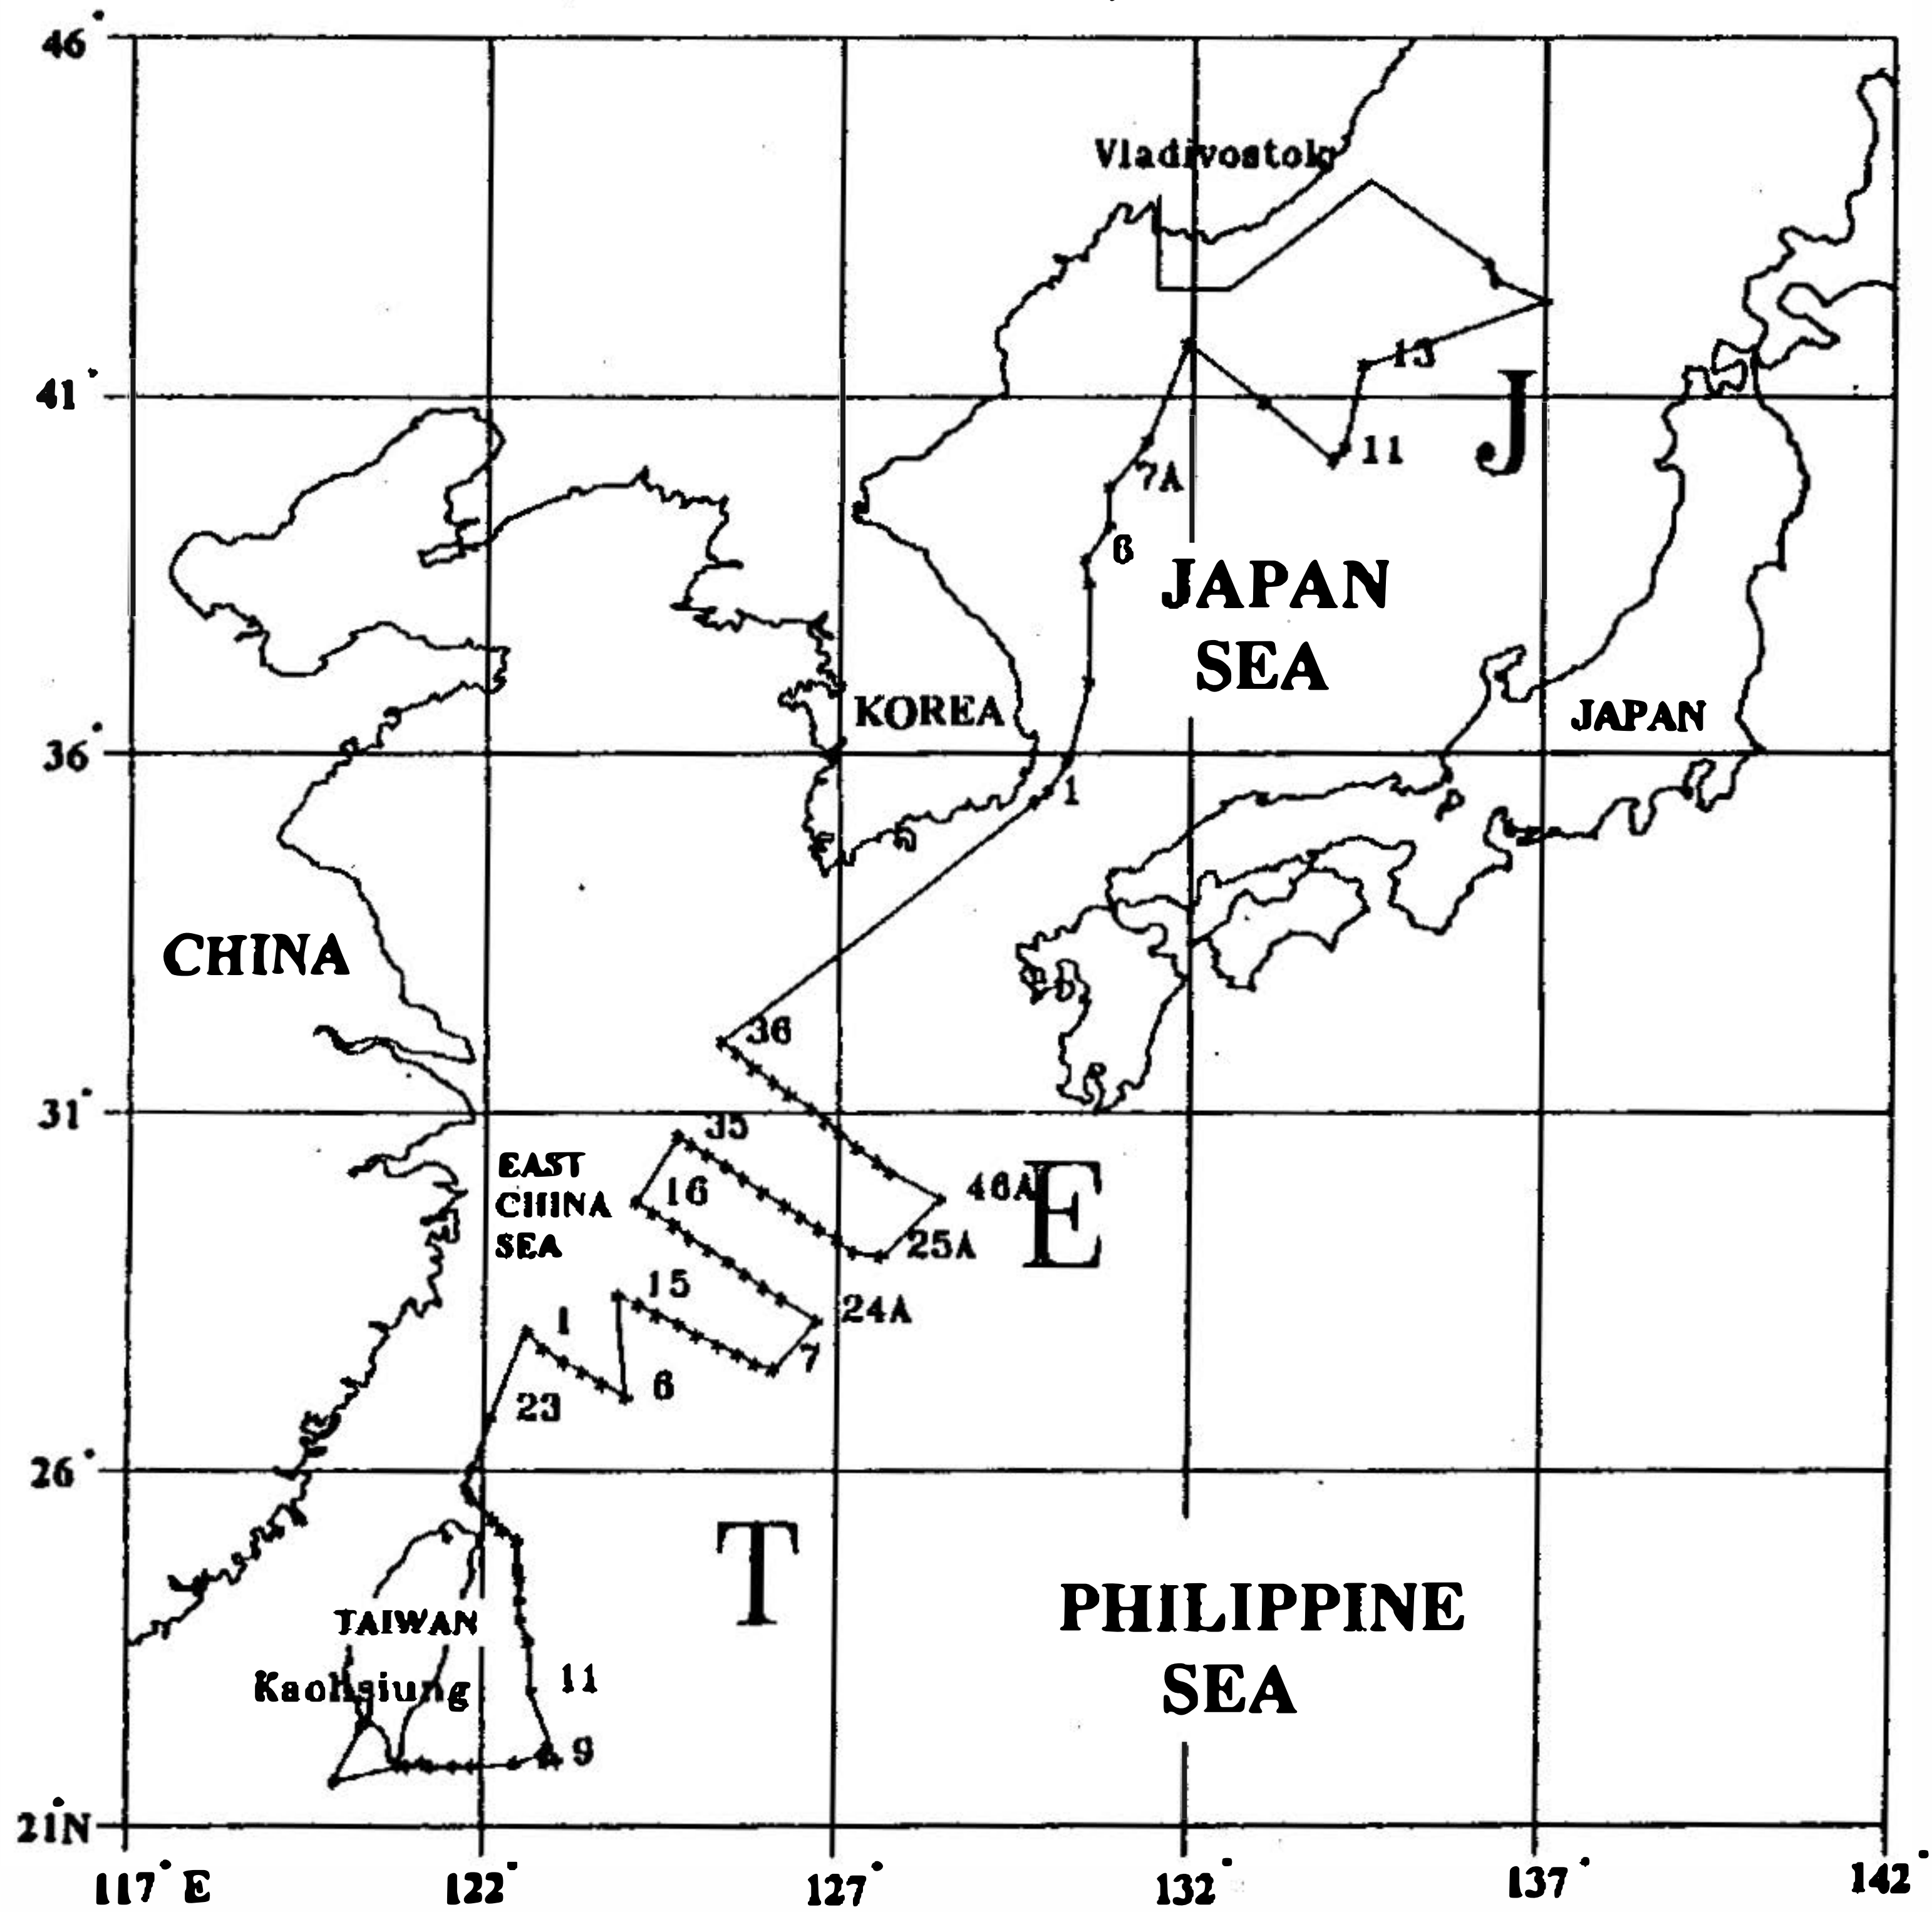 46°
Vladivostok
13
41°
J
11
7A
6
JAPAN
SEA
KOREA
JAPAN
36°
1
CHINA
36
31°
35
EAST
CHINA
SEA
16
46A
E
25A
15
24A
1
7
6
23
26°
T
TAIWAN
PHILIPPINE
SEA
Kaohsiung
11
9
21°N
117°E
122°
127°
132°
137°
142°